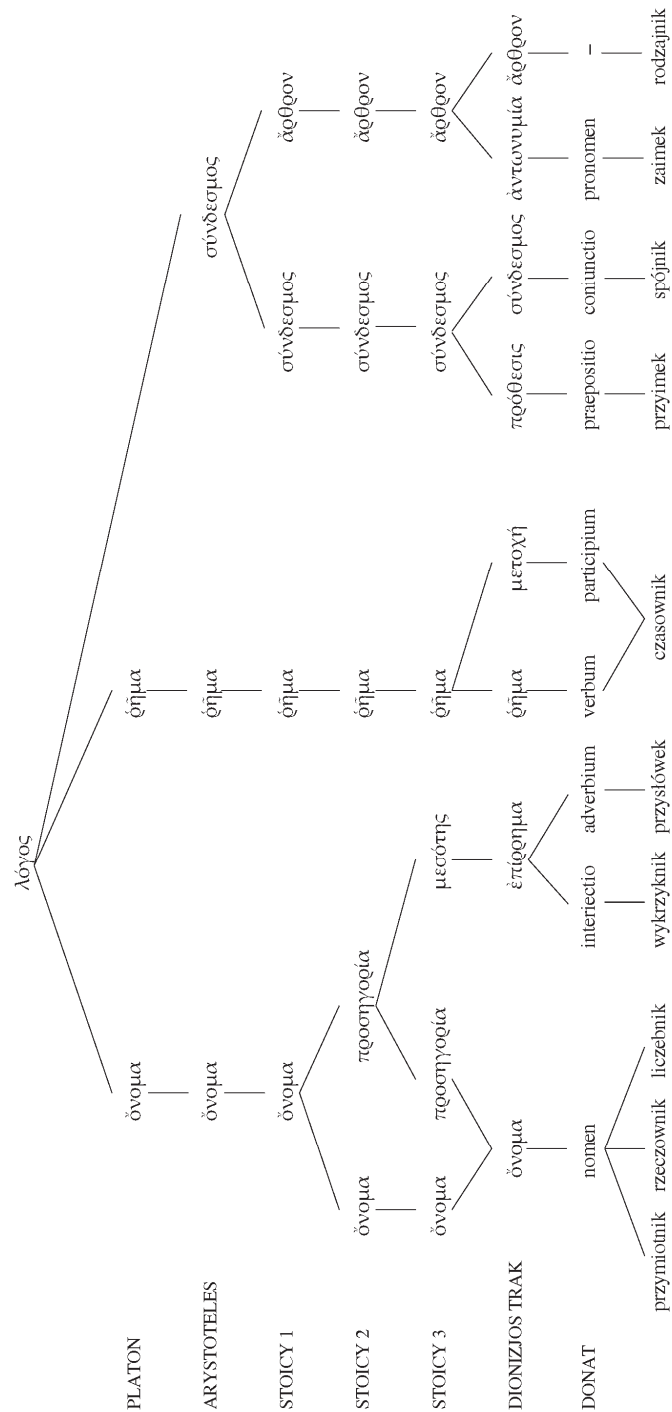 λόγος
PLATON ὄνομα ῥῆμα
ARYSTOTELES ὄνομα ῥῆμα σύνδεσμος
STOICY 1 ὄνομα ῥῆμα σύνδεσμος ἄρθρον
STOICY 2 ὄνομα προσηγορία ῥῆμα σύνδεσμος ἄρθρον
STOICY 3 ὄνομα προσηγορία μεσότης ῥῆμα σύνδεσμος ἄρθρον
DIONIZJOS TRAK ὄνομα ἐπίρρημα ῥῆμα μετοχή πρόθεσις σύνδεσμος ἀντωνυμία ἄρθρον
DONAT nomen interiectio adverbium verbum participium praepositio coniunctio pronomen –
przymiotnik rzeczownik liczebnik wykrzyknik przysłówek czasownik przyimek spójnik zaimek rodzajnik